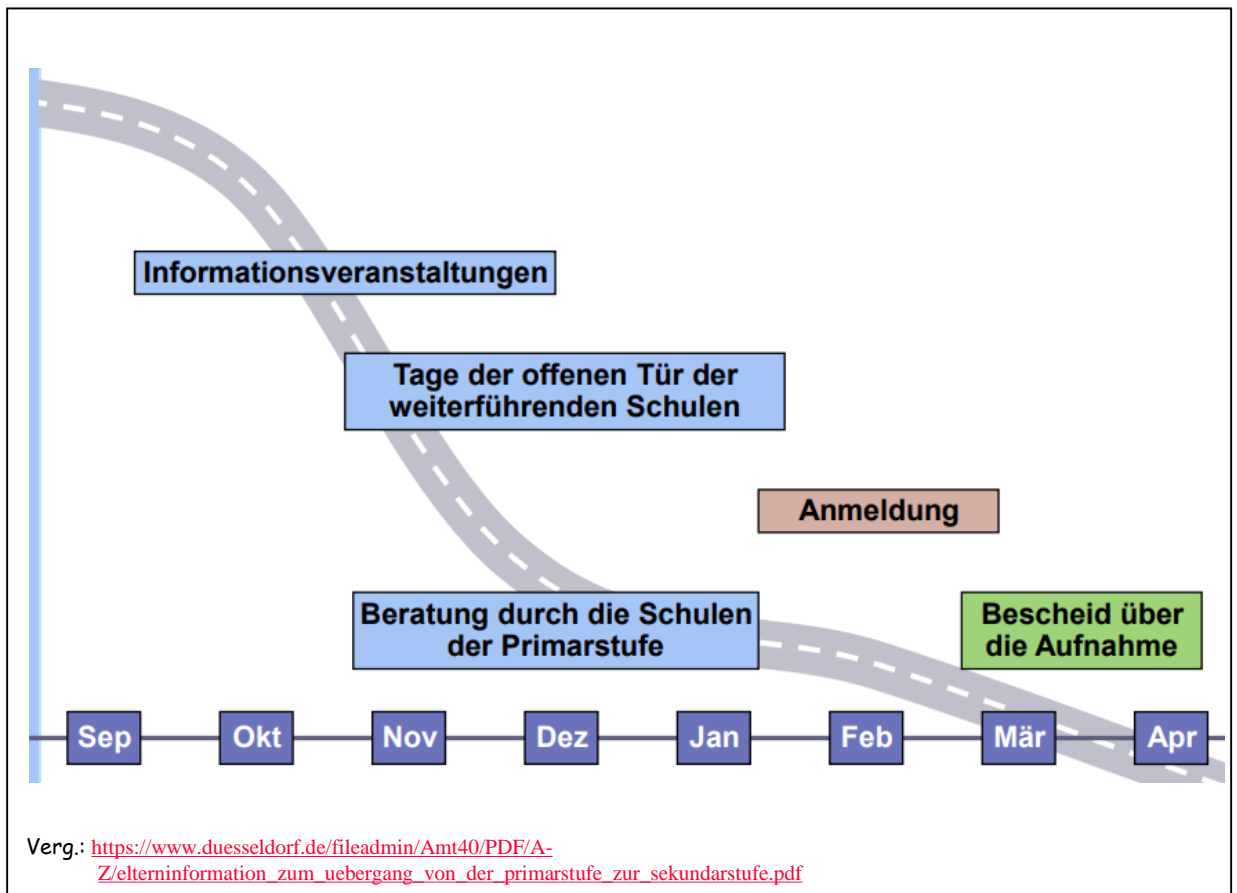 Informationsveranstaltungen
Tage der offenen Tür der
weiterführenden Schulen
Anmeldung
Beratung durch die Schulen
der Primarstufe
Bescheid über
die Aufnahme
Sep Okt Nov Dez Jan Feb Mär Apr
Verg.: https://www.duesseldorf.de/fileadmin/Amt40/PDF/A-
Z/elterninformation_zum_uebergang_von_der_primarstufe_zur_sekundarstufe.pdf